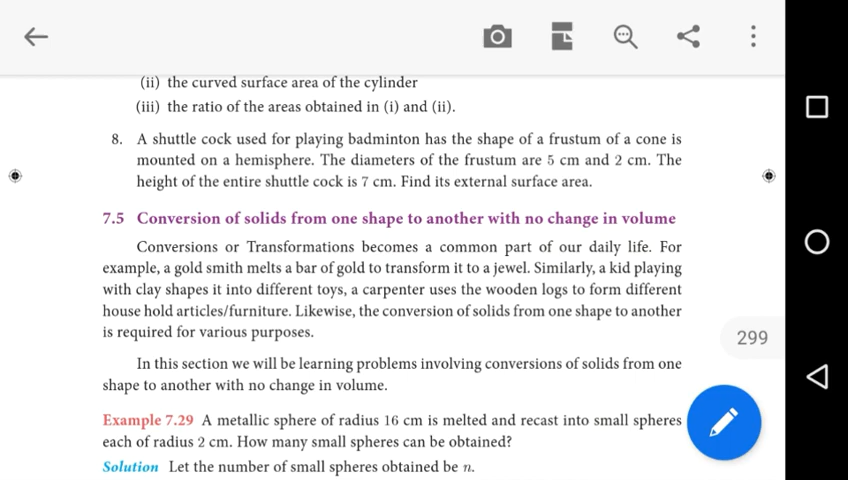 (ii) the curved surface area of the cylinder
(iii) the ratio of the areas obtained in (i) and (ii).
8. A shuttle cock used for playing badminton has the shape of a frustum of a cone is
mounted on a hemisphere. The diameters of the frustum are 5 cm and 2 cm. The
height of the entire shuttle cock is 7 cm. Find its external surface area.
7.5 Conversion of solids from one shape to another with no change in volume
Conversions or Transformations becomes a common part of our daily life. For
example, a gold smith melts a bar of gold to transform it to a jewel. Similarly, a kid playing
with clay shapes it into different toys, a carpenter uses the wooden logs to form different
house hold articles/furniture. Likewise, the conversion of solids from one shape to another
is required for various purposes.
299
In this section we will be learning problems involving conversions of solids from one
shape to another with no change in volume.
Example 7.29 A metallic sphere of radius 16 cm is melted and recast into small spheres
each of radius 2 cm. How many small spheres can be obtained?
Solution Let the number of small spheres obtained be n.